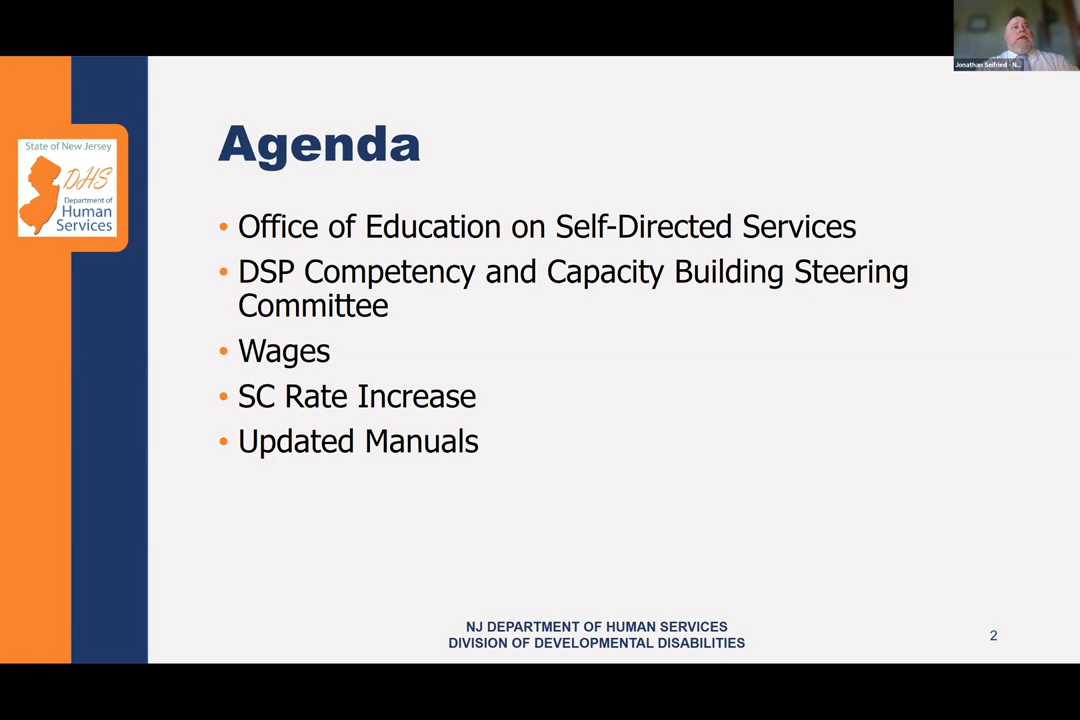 Jonathan Seifried - N...
State of New Jersey
DHS
Department of
Human
Services
Agenda
• Office of Education on Self-Directed Services
• DSP Competency and Capacity Building Steering
Committee
• Wages
• SC Rate Increase
• Updated Manuals
NJ DEPARTMENT OF HUMAN SERVICES
DIVISION OF DEVELOPMENTAL DISABILITIES
2